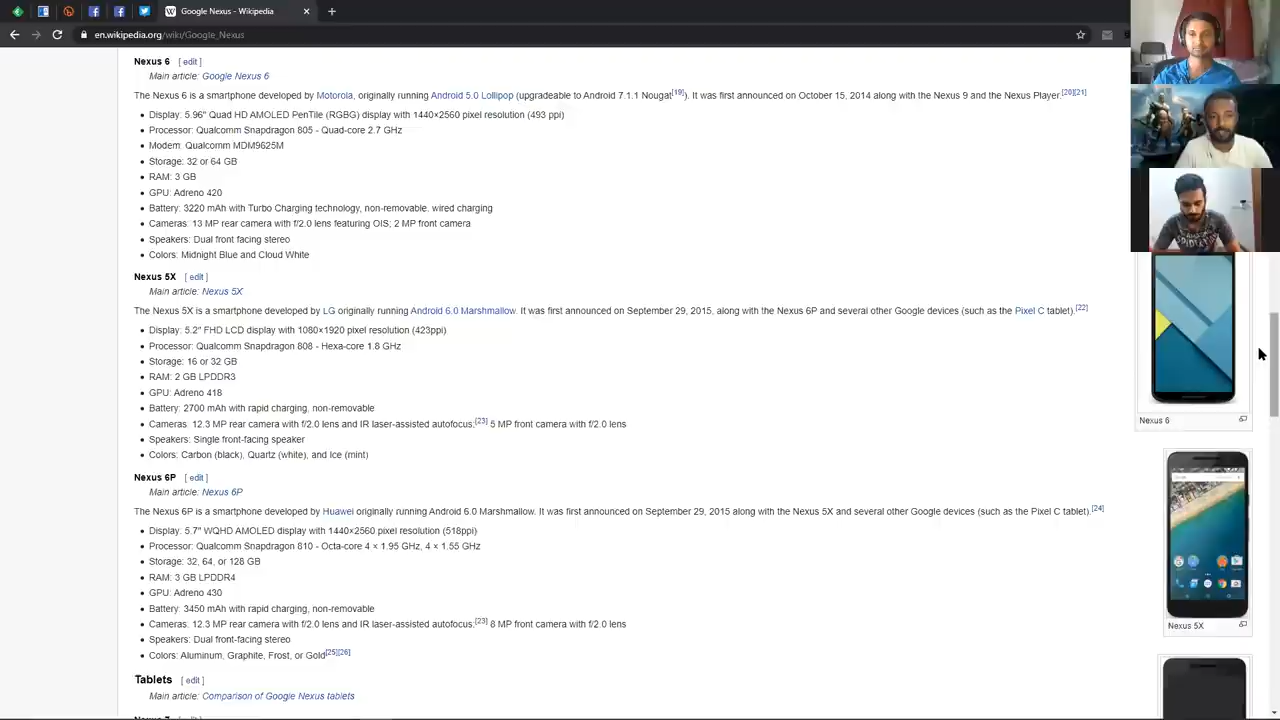 Google Nexus - Wikipedia
en.wikipedia.org/wiki/Google_Nexus
Nexus 6 [ edit ]
Main article: Google Nexus 6
The Nexus 6 is a smartphone developed by Motorola, originally running Android 5.0 Lollipop (upgradeable to Android 7.1.1 Nougat[19]). It was first announced on October 15, 2014 along with the Nexus 9 and the Nexus Player.[20][21]
• Display: 5.96" Quad HD AMOLED PenTile (RGBG) display with 1440×2560 pixel resolution (493 ppi)
• Processor: Qualcomm Snapdragon 805 - Quad-core 2.7 GHz
• Modem: Qualcomm MDM9625M
• Storage: 32 or 64 GB
• RAM: 3 GB
• GPU: Adreno 420
• Battery: 3220 mAh with Turbo Charging technology, non-removable. wired charging
• Cameras: 13 MP rear camera with f/2.0 lens featuring OIS; 2 MP front camera
• Speakers: Dual front facing stereo
• Colors: Midnight Blue and Cloud White
Nexus 5X [ edit ]
Main article: Nexus 5X
The Nexus 5X is a smartphone developed by LG originally running Android 6.0 Marshmallow. It was first announced on September 29, 2015, along with the Nexus 6P and several other Google devices (such as the Pixel C tablet).[22]
• Display: 5.2" FHD LCD display with 1080×1920 pixel resolution (423ppi)
• Processor: Qualcomm Snapdragon 808 - Hexa-core 1.8 GHz
• Storage: 16 or 32 GB
• RAM: 2 GB LPDDR3
• GPU: Adreno 418
• Battery: 2700 mAh with rapid charging, non-removable
• Cameras: 12.3 MP rear camera with f/2.0 lens and IR laser-assisted autofocus;[23] 5 MP front camera with f/2.0 lens
• Speakers: Single front-facing speaker
• Colors: Carbon (black), Quartz (white), and Ice (mint)
Nexus 6
Nexus 6P [ edit ]
Main article: Nexus 6P
The Nexus 6P is a smartphone developed by Huawei originally running Android 6.0 Marshmallow. It was first announced on September 29, 2015 along with the Nexus 5X and several other Google devices (such as the Pixel C tablet).[24]
• Display: 5.7" WQHD AMOLED display with 1440×2560 pixel resolution (518ppi)
• Processor: Qualcomm Snapdragon 810 - Octa-core 4 × 1.95 GHz, 4 × 1.55 GHz
• Storage: 32, 64, or 128 GB
• RAM: 3 GB LPDDR4
• GPU: Adreno 430
• Battery: 3450 mAh with rapid charging, non-removable
• Cameras: 12.3 MP rear camera with f/2.0 lens and IR laser-assisted autofocus;[23] 8 MP front camera with f/2.0 lens
• Speakers: Dual front-facing stereo
• Colors: Aluminum, Graphite, Frost, or Gold[25][26]
Nexus 5X
Tablets [ edit ]
Main article: Comparison of Google Nexus tablets